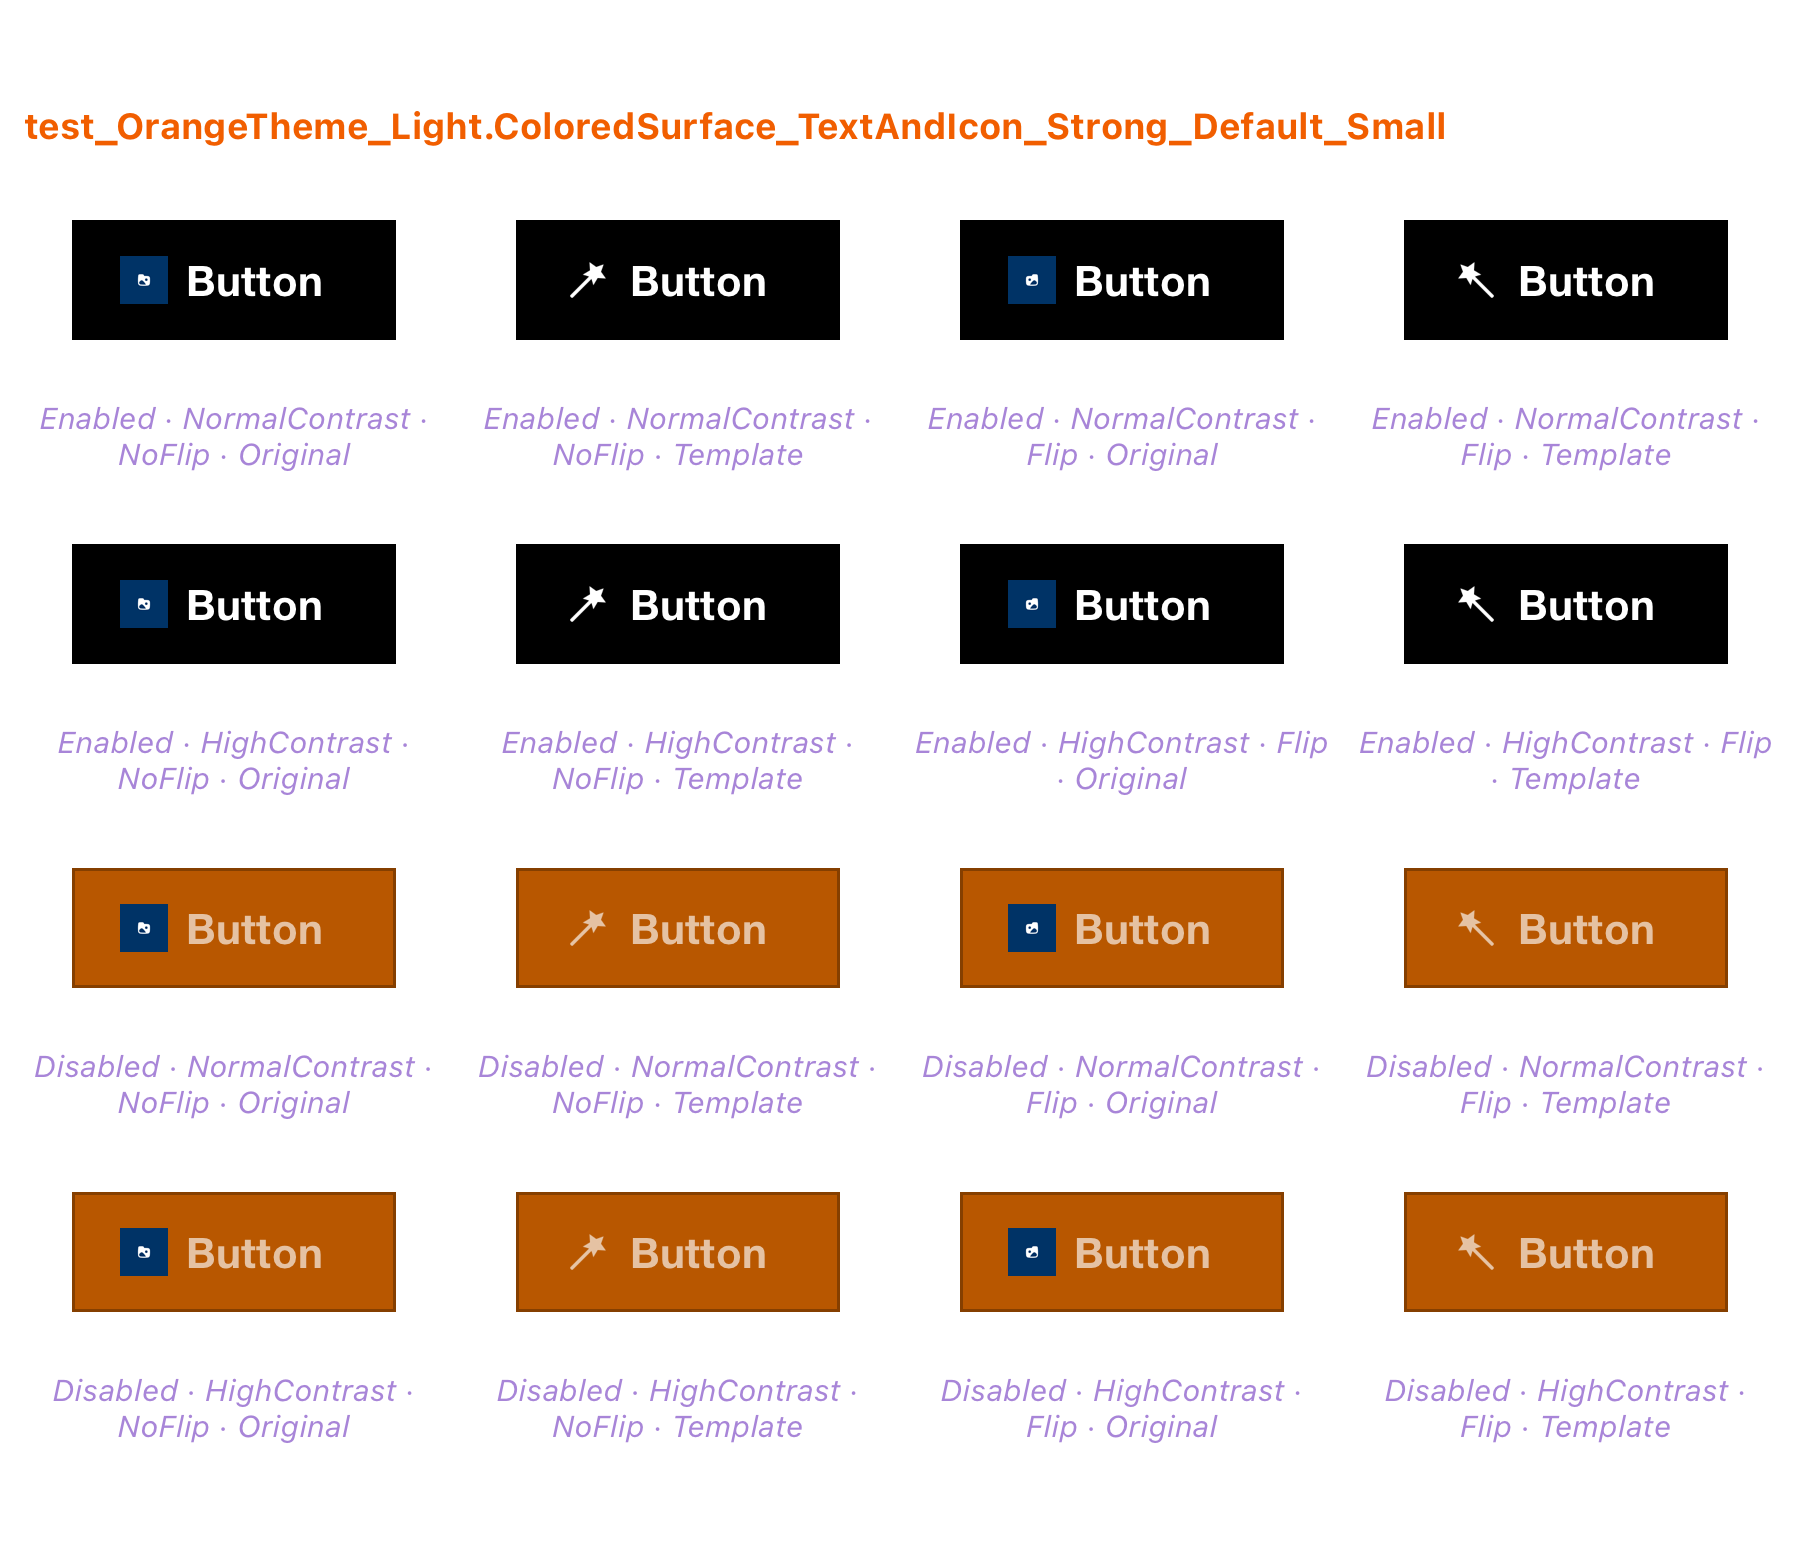 test_OrangeTheme_Light.ColoredSurface_TextAndIcon_Strong_Default_Small
Button Button Button Button
Enabled · NormalContrast · Enabled · NormalContrast · Enabled · NormalContrast · Enabled · NormalContrast ·
NoFlip · Original NoFlip · Template Flip · Original Flip · Template
Button Button Button Button
Enabled · HighContrast · Enabled · HighContrast · Enabled · HighContrast · Flip Enabled · HighContrast · Flip
NoFlip · Original NoFlip · Template · Original · Template
Button Button Button Button
Disabled · NormalContrast · Disabled · NormalContrast · Disabled · NormalContrast · Disabled · NormalContrast ·
NoFlip · Original NoFlip · Template Flip · Original Flip · Template
Button Button Button Button
Disabled · HighContrast · Disabled · HighContrast · Disabled · HighContrast · Disabled · HighContrast ·
NoFlip · Original NoFlip · Template Flip · Original Flip · Template